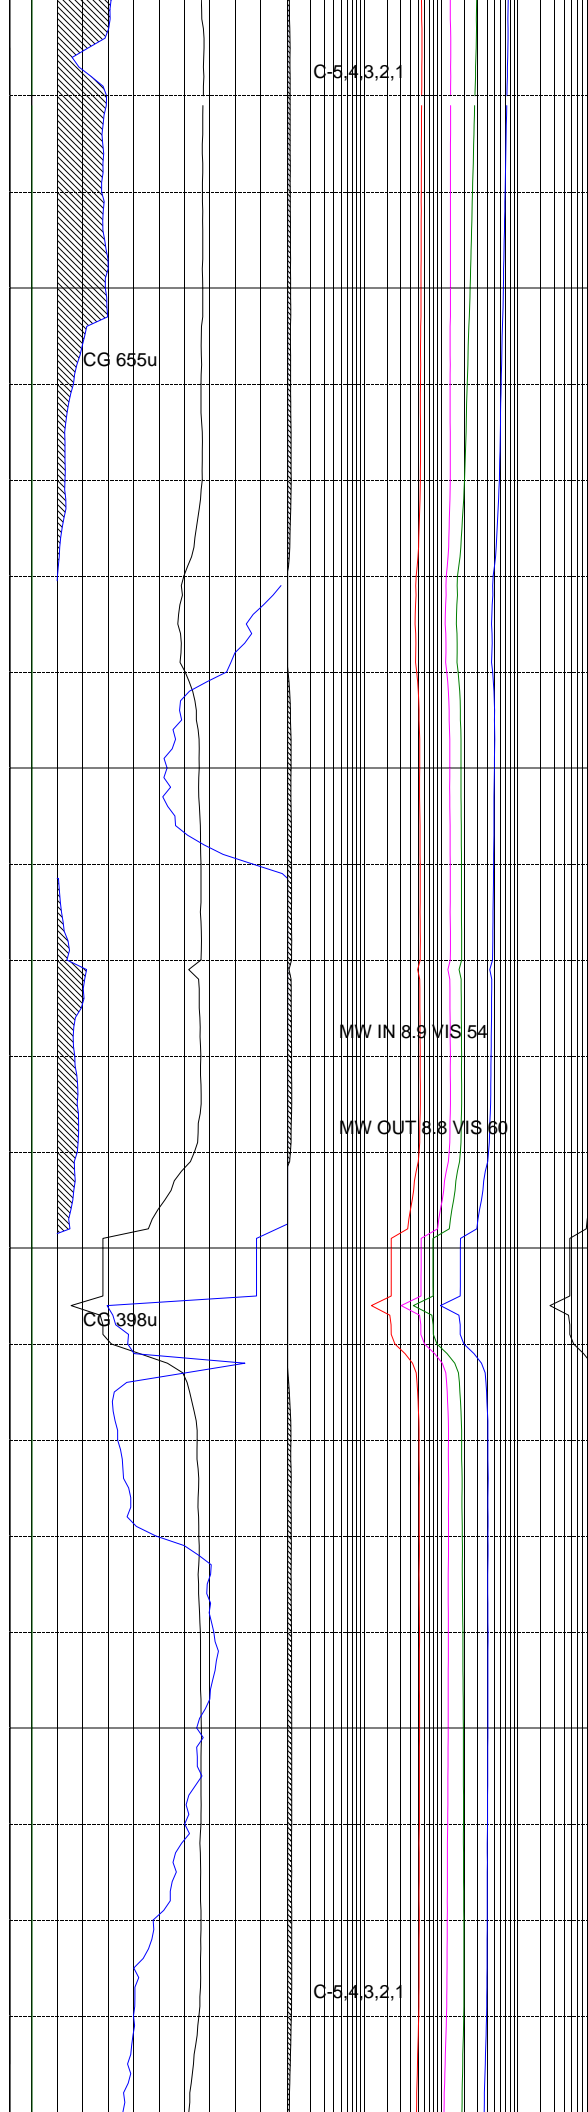 C-5,4,3,2,1
CG 655u
MW IN 8.9 VIS 54
MW OUT 8.8 VIS 60
CG 398u
C-5,4,3,2,1